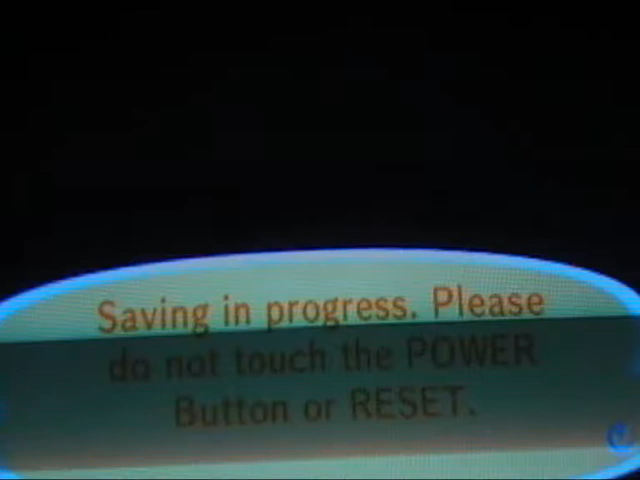 Saving in progress. Please
do not touch the POWER
Button or RESET.